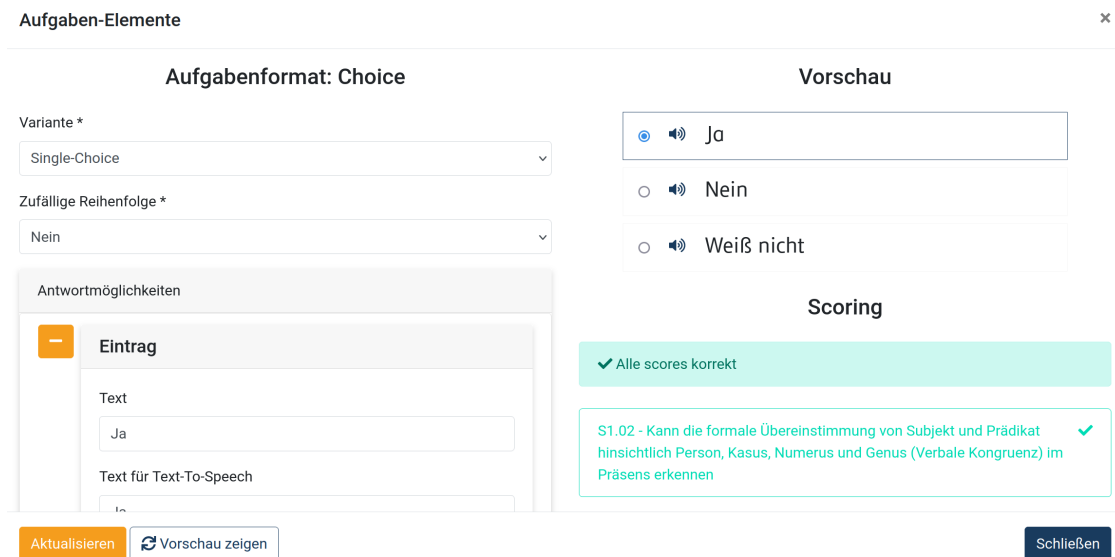 Aufgaben-Elemente
×
Aufgabenformat: Choice
Variante *
Single-Choice
Zufällige Reihenfolge *
Nein
Antwortmöglichkeiten
Eintrag
Text
Ja
Text für Text-To-Speech
Ja
Vorschau
Ja
Nein
Weiß nicht
Scoring
Alle scores korrekt
S1.02 - Kann die formale Übereinstimmung von Subjekt und Prädikat
hinsichtlich Person, Kasus, Numerus und Genus (Verbale Kongruenz) im
Präsens erkennen
Aktualisieren
Vorschau zeigen
Schließen